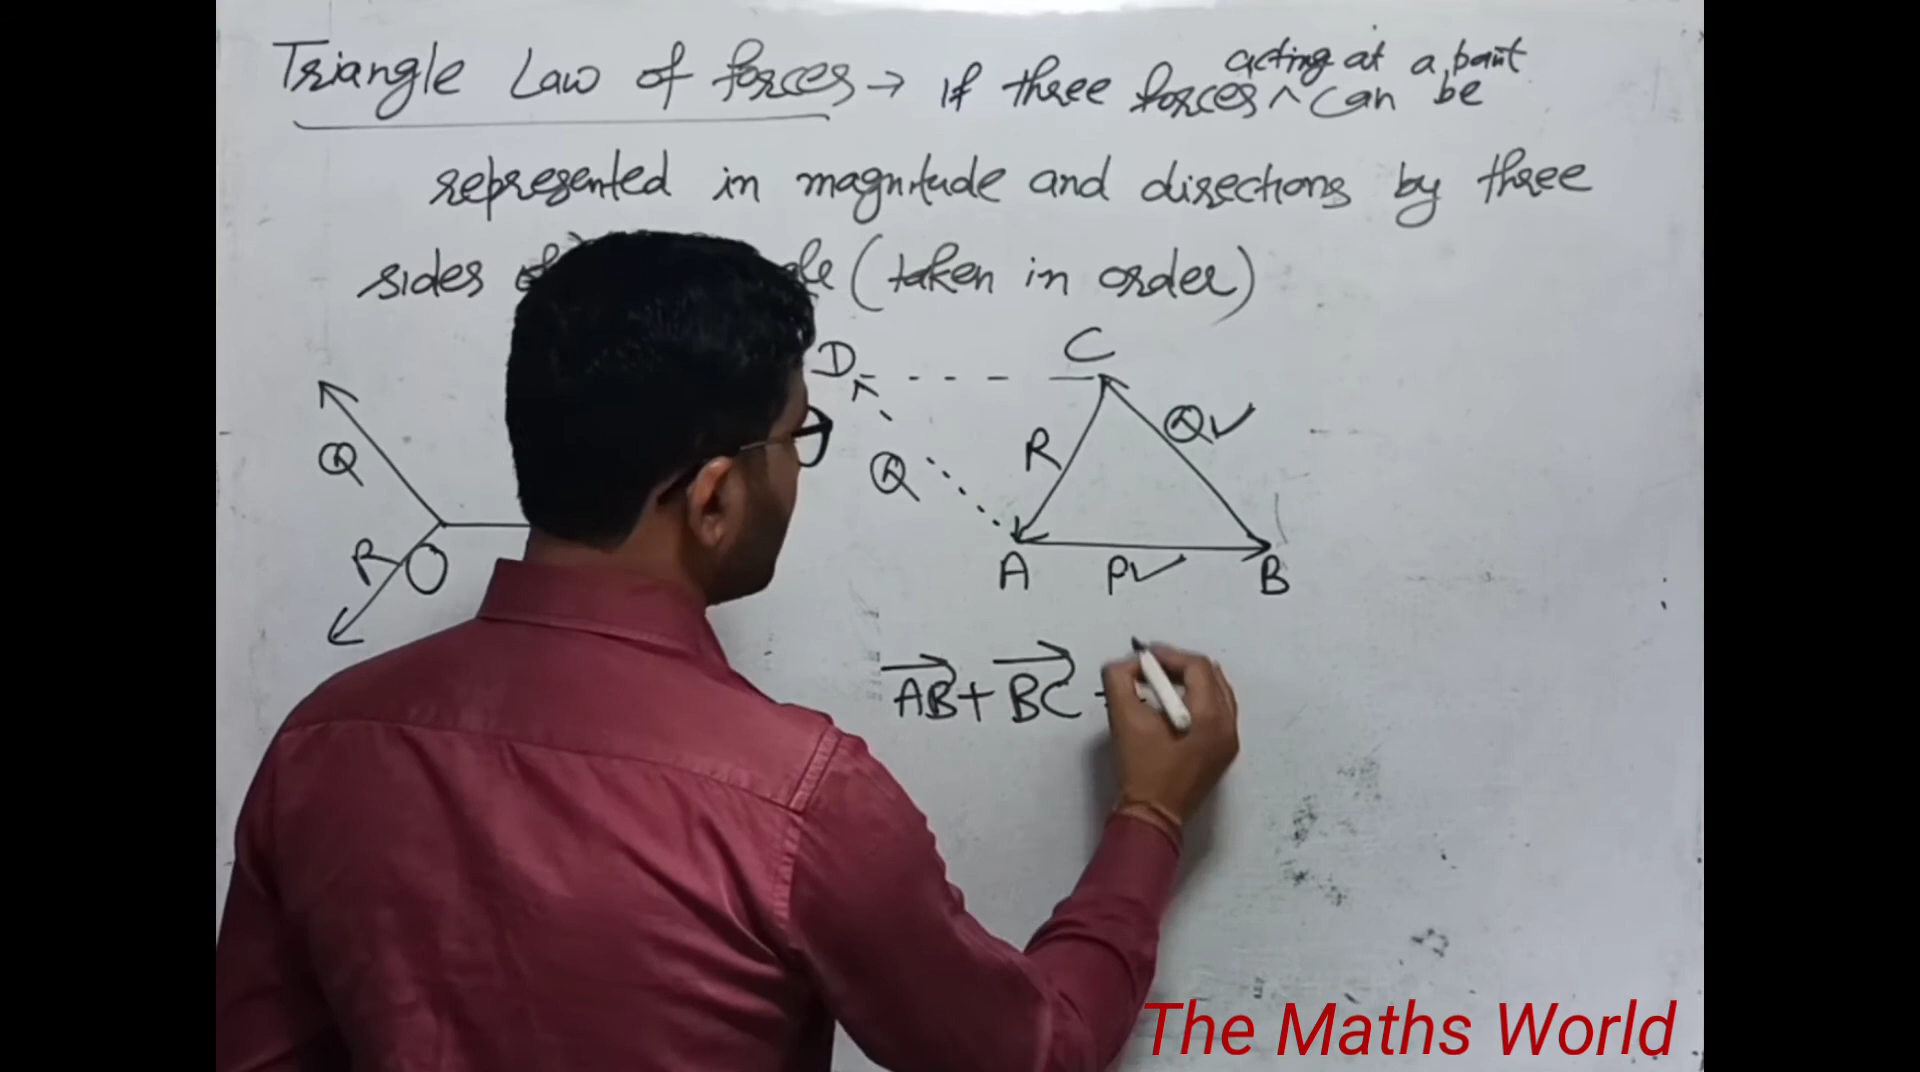 Triangle Law of forces → If three forces ^ acting at a point can be
represented in magnitude and directions by three
sides (taken in order)
D C
Q R Q✓
Q
R O A P✓ B
AB + BC +
The Maths World